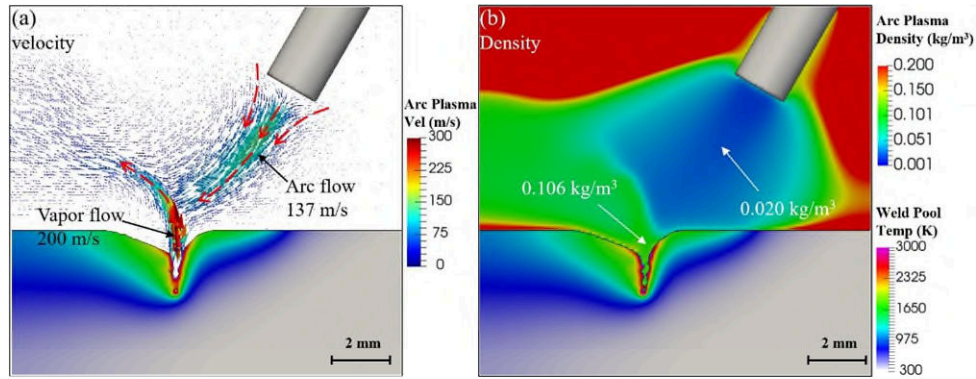 (a)
velocity
Arc flow
137 m/s
Vapor flow
200 m/s
2 mm
Arc Plasma
Vel (m/s)
300
225
150
75
0
(b)
Density
0.106 kg/m³
0.020 kg/m³
2 mm
Arc Plasma
Density (kg/m³)
0.200
0.151
0.101
0.051
0.001
Weld Pool
Temp (K)
3000
2325
1650
975
300